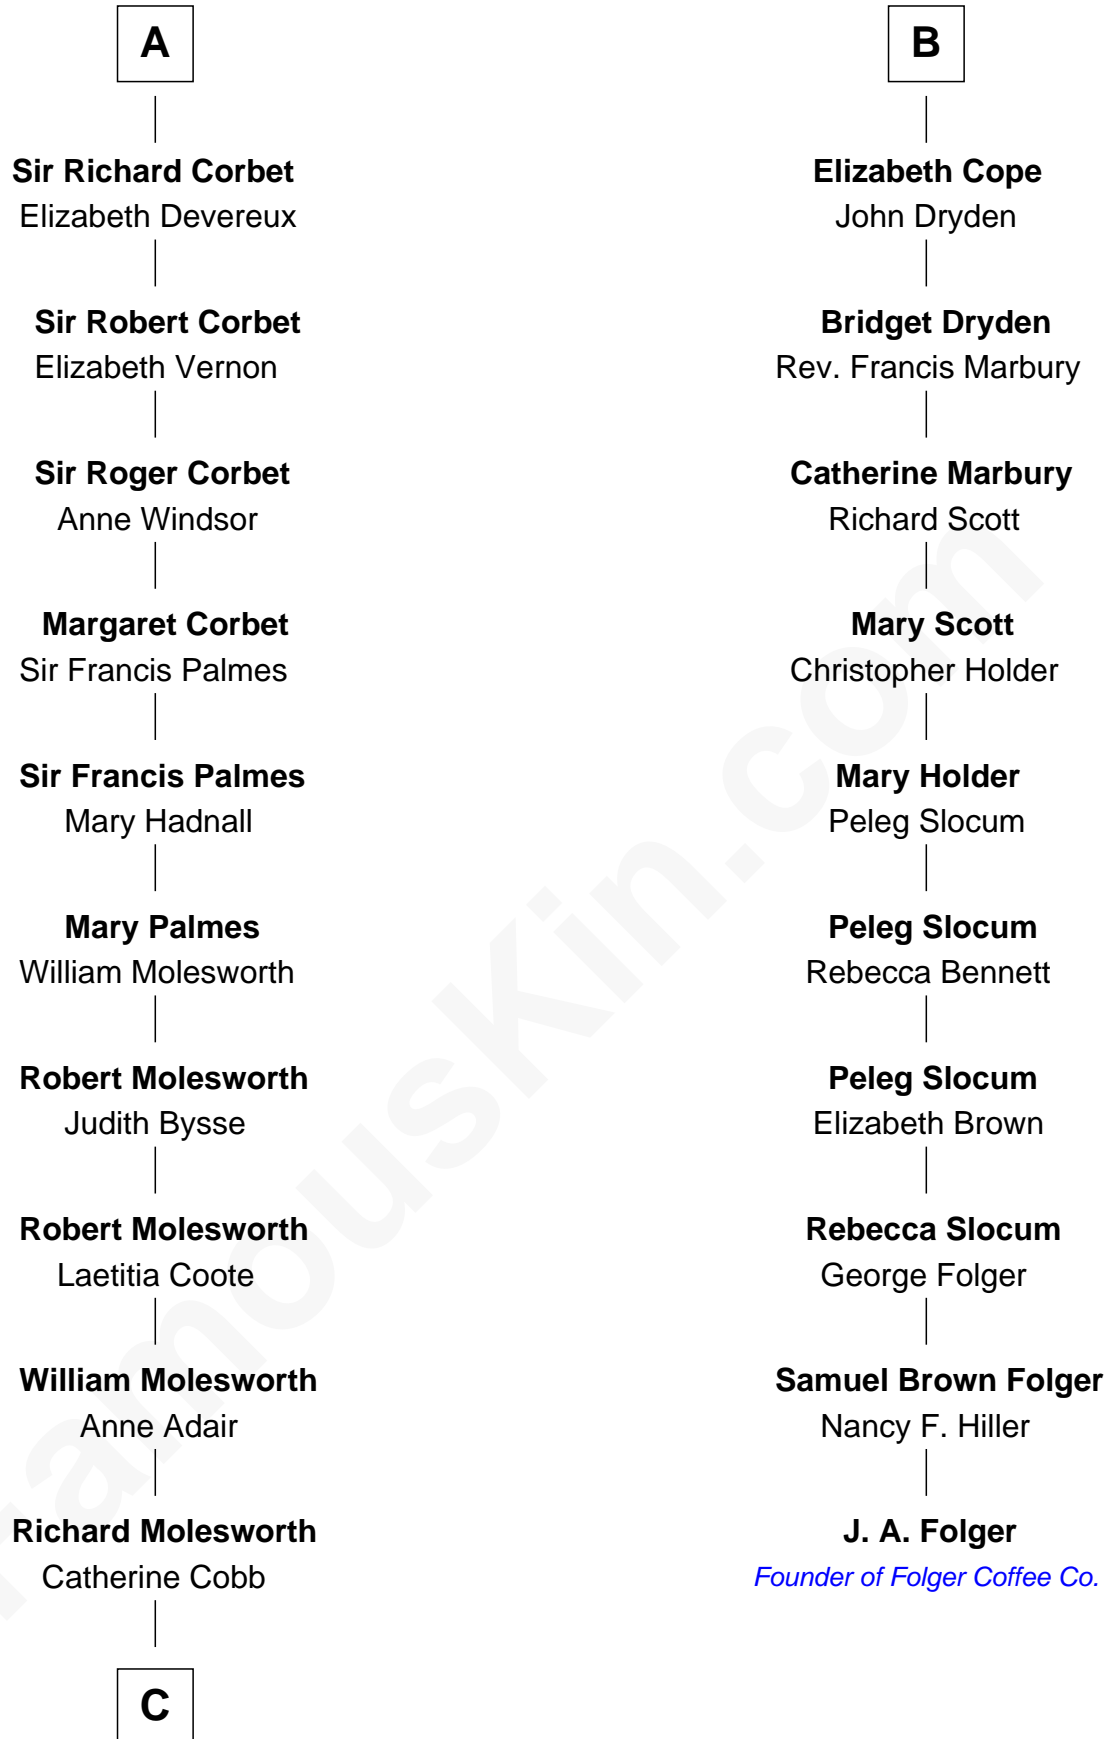 A
Sir Richard Corbet
Elizabeth Devereux
Sir Robert Corbet
Elizabeth Vernon
Sir Roger Corbet
Anne Windsor
Margaret Corbet
Sir Francis Palmes
Sir Francis Palmes
Mary Hadnall
Mary Palmes
William Molesworth
Robert Molesworth
Judith Bysse
Robert Molesworth
Laetitia Coote
William Molesworth
Anne Adair
Richard Molesworth
Catherine Cobb
C
B
Elizabeth Cope
John Dryden
Bridget Dryden
Rev. Francis Marbury
Catherine Marbury
Richard Scott
Mary Scott
Christopher Holder
Mary Holder
Peleg Slocum
Peleg Slocum
Rebecca Bennett
Peleg Slocum
Elizabeth Brown
Rebecca Slocum
George Folger
Samuel Brown Folger
Nancy F. Hiller
J. A. Folger
Founder of Folger Coffee Co.
FamousKin.com